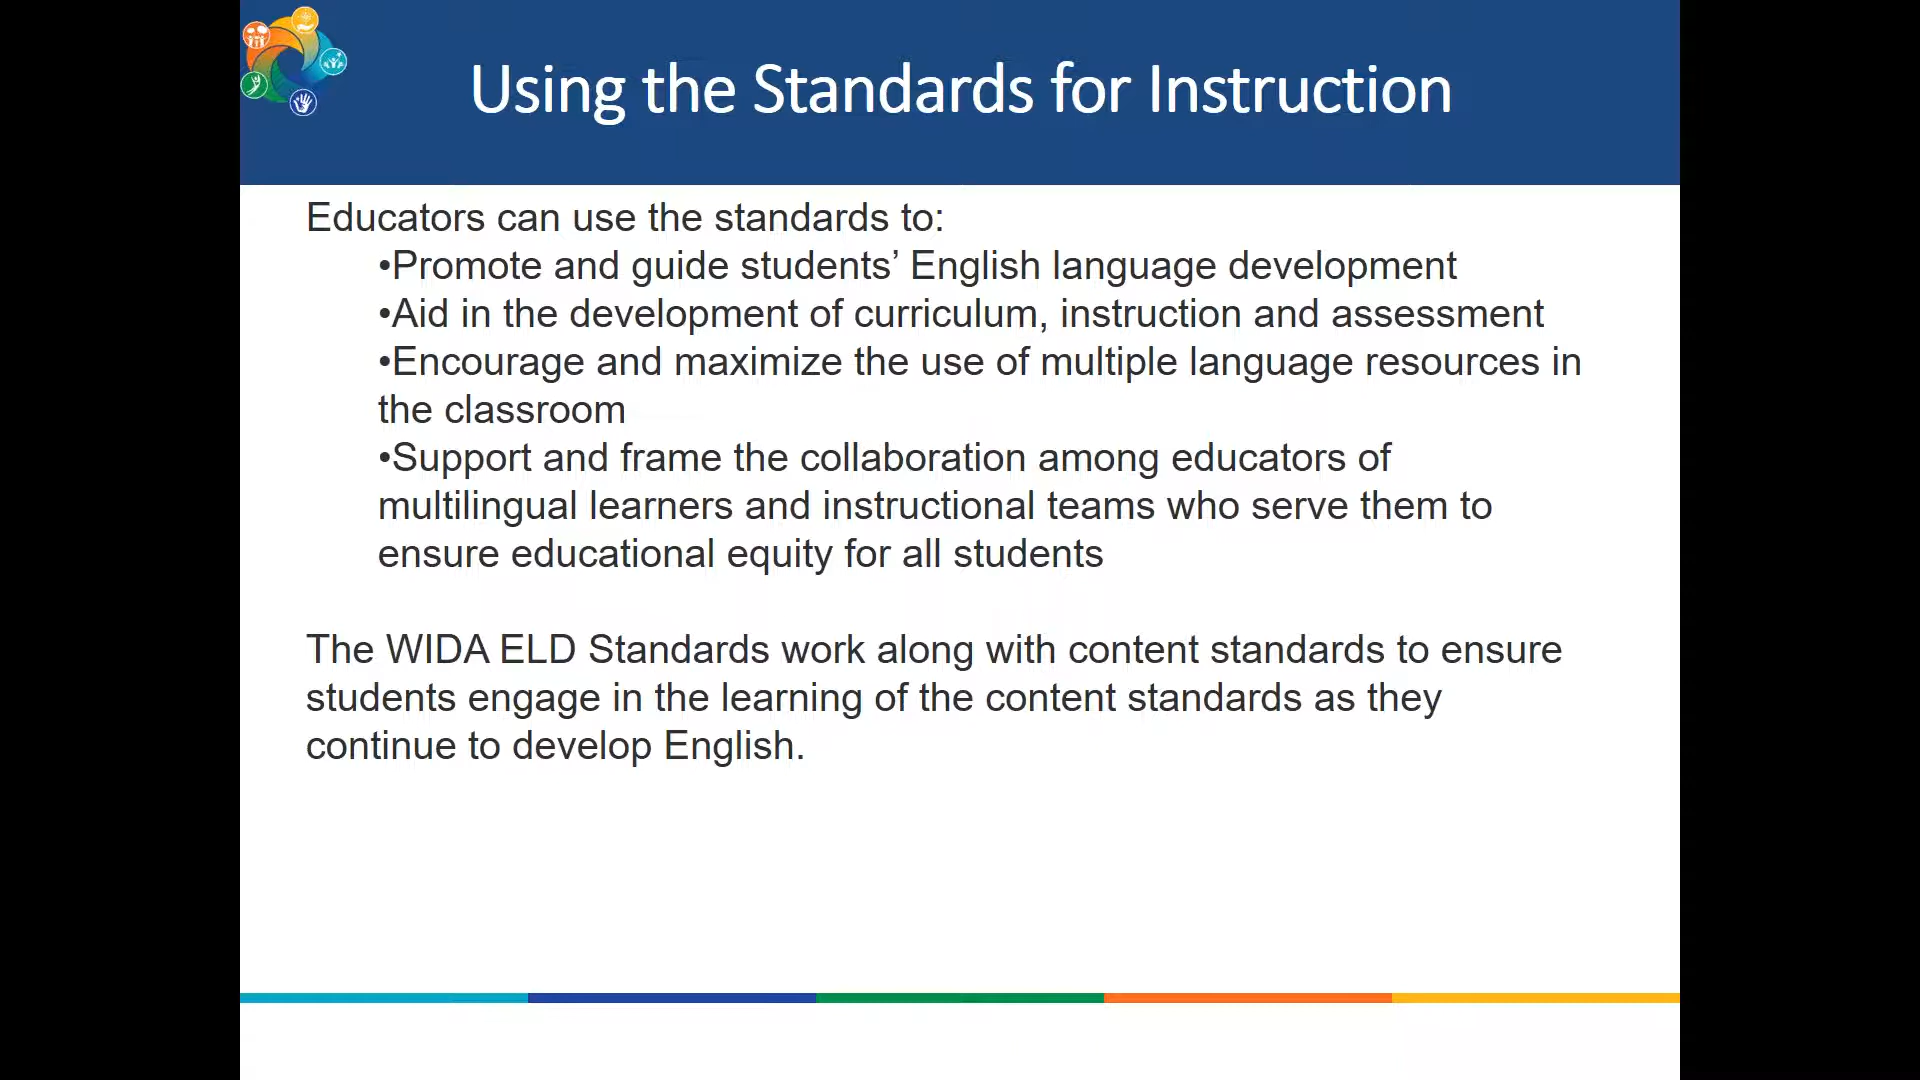 Using the Standards for Instruction
Educators can use the standards to:
•Promote and guide students’ English language development
•Aid in the development of curriculum, instruction and assessment
•Encourage and maximize the use of multiple language resources in
the classroom
•Support and frame the collaboration among educators of
multilingual learners and instructional teams who serve them to
ensure educational equity for all students
The WIDA ELD Standards work along with content standards to ensure
students engage in the learning of the content standards as they
continue to develop English.